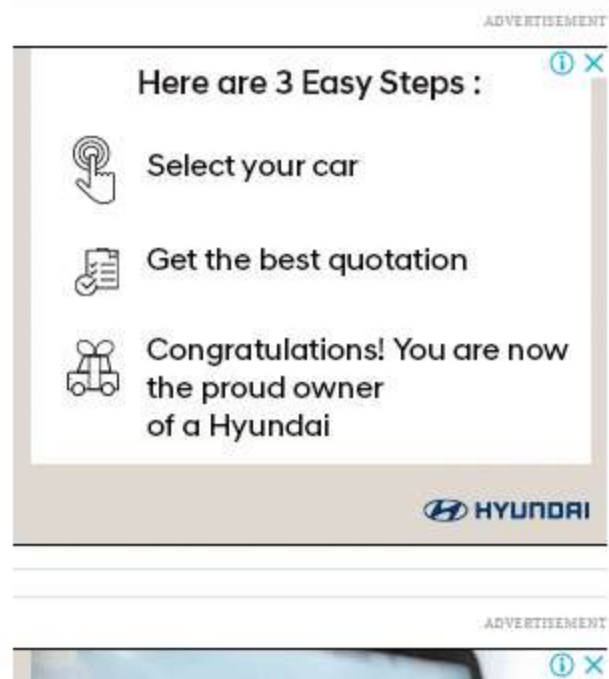 ADVERTISEMENT
Here are 3 Easy Steps :
Select your car
Get the best quotation
Congratulations! You are now
the proud owner
of a Hyundai
HYUNDAI
ADVERTISEMENT